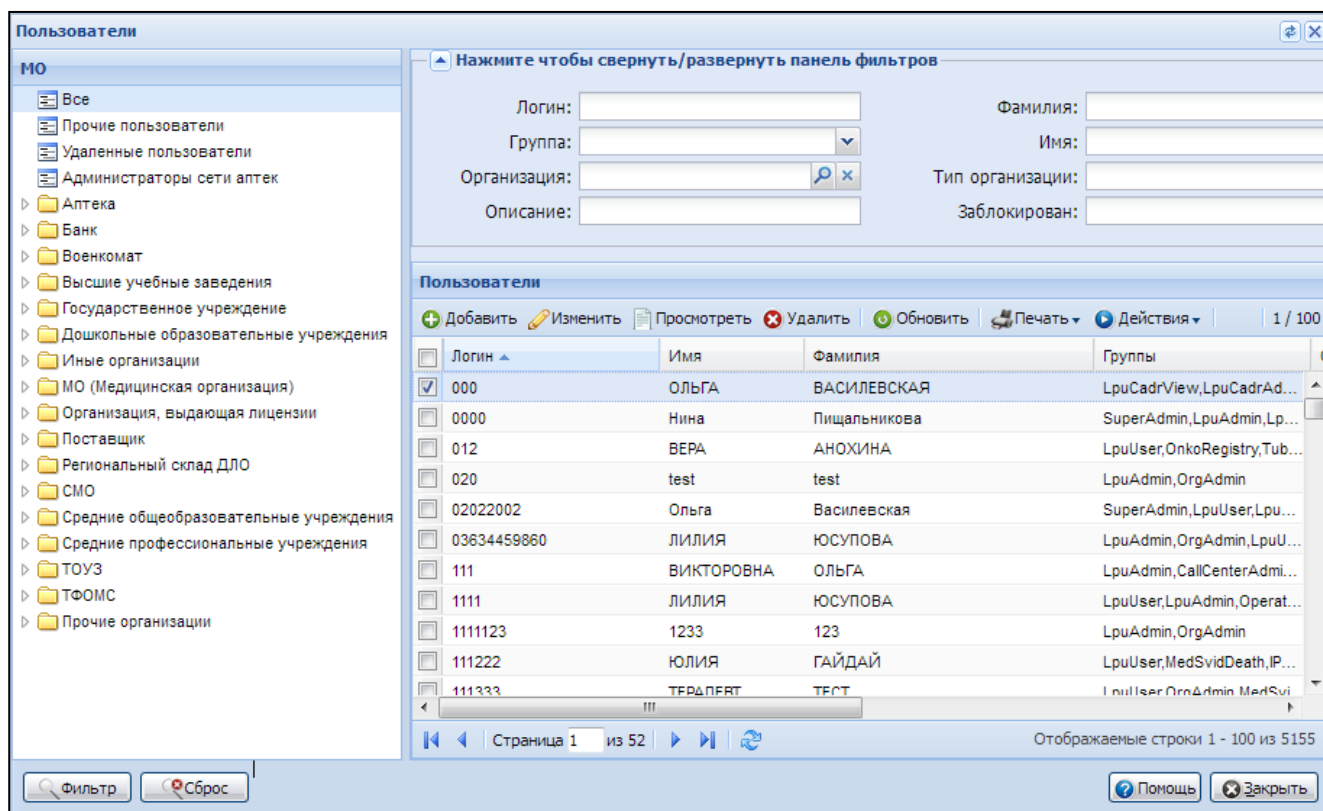 Пользователи
МО
Все
Прочие пользователи
Удаленные пользователи
Администраторы сети аптек
Аптека
Банк
Военкомат
Высшие учебные заведения
Государственное учреждение
Дошкольные образовательные учреждения
Иные организации
МО (Медицинская организация)
Организация, выдающая лицензии
Поставщик
Региональный склад ДЛО
СМО
Средние общеобразовательные учреждения
Средние профессиональные учреждения
ТОУЗ
ТФОМС
Прочие организации
Нажмите чтобы свернуть/развернуть панель фильтров
Логин: Фамилия:
Группа: Имя:
Организация: Тип организации:
Описание: Заблокирован:
Пользователи
Добавить Изменить Просмотреть Удалить Обновить Печать Действия 1 / 100
Логин Имя Фамилия Группы
000 ОЛЬГА ВАСИЛЕВСКАЯ LpuCadrView,LpuCadrAd...
0000 Нина Пищальникова SuperAdmin,LpuAdmin,Lp...
012 ВЕРА АНОХИНА LpuUser,OnkoRegistry,Tub...
020 test test LpuAdmin,OrgAdmin
02022002 Ольга Василевская SuperAdmin,LpuUser,Lpu...
03634459860 ЛИЛИЯ ЮСУПОВА LpuAdmin,OrgAdmin,LpuU...
111 ВИКТОРОВНА ОЛЬГА LpuAdmin,CallCenterAdmi...
1111 ЛИЛИЯ ЮСУПОВА LpuUser,LpuAdmin,Operat...
1111123 1233 123 LpuAdmin,OrgAdmin
111222 ЮЛИЯ ГАЙДАЙ LpuUser,MedSvidDeath,IP...
111333 ТЕРАПЕВТ ТЕСТ LpuUser,OrgAdmin,MedSvi...
Страница 1 из 52 Отображаемые строки 1 - 100 из 5155
Фильтр Сброс Помощь Закрыть